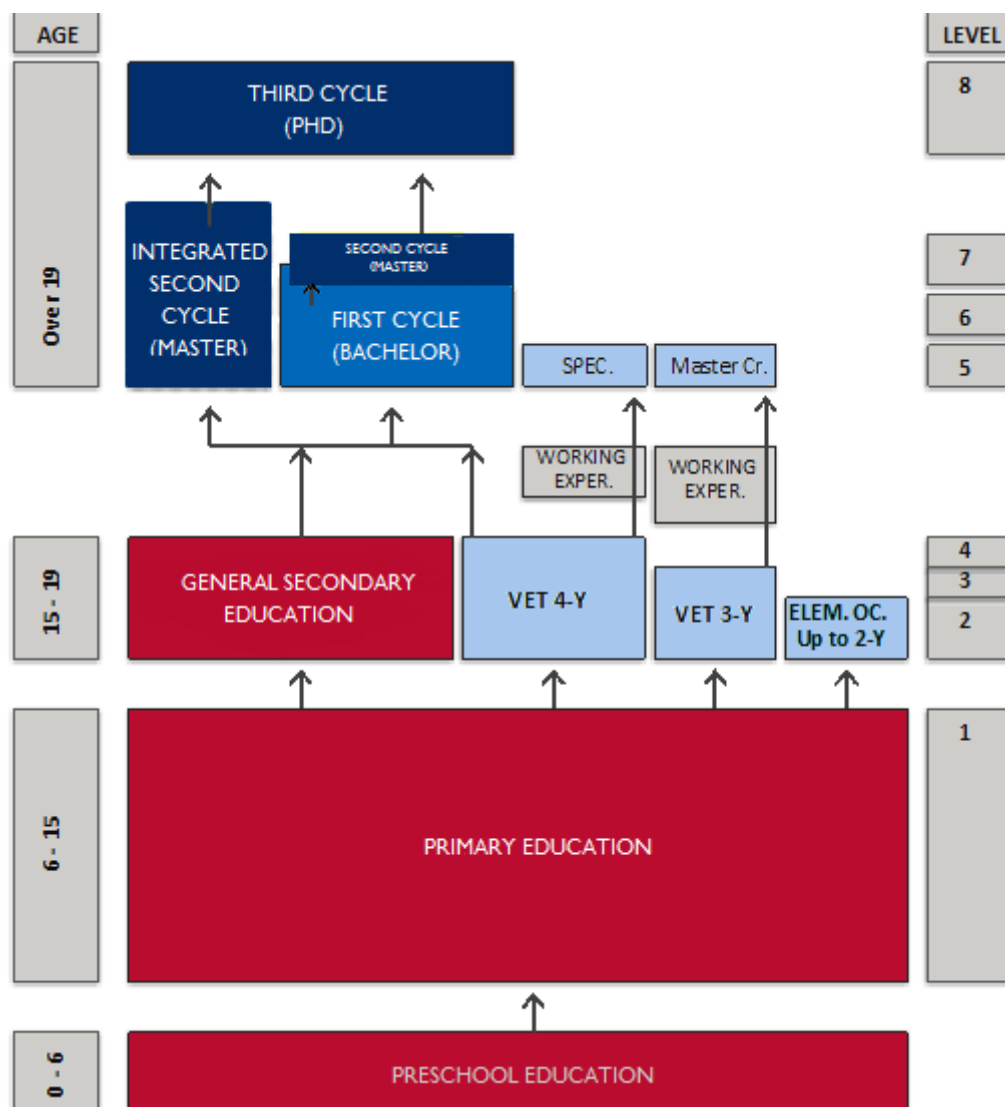 AGE
LEVEL
THIRD CYCLE
(PHD)
8
Over 19
INTEGRATED
SECOND
CYCLE
(MASTER)
SECOND CYCLE
(MASTER)
FIRST CYCLE
(BACHELOR)
7
6
SPEC.
Master Cr.
5
WORKING
EXPER.
WORKING
EXPER.
15 - 19
GENERAL SECONDARY
EDUCATION
VET 4-Y
VET 3-Y
ELEM. OC.
Up to 2-Y
4
3
2
6 - 15
PRIMARY EDUCATION
1
0 - 6
PRESCHOOL EDUCATION